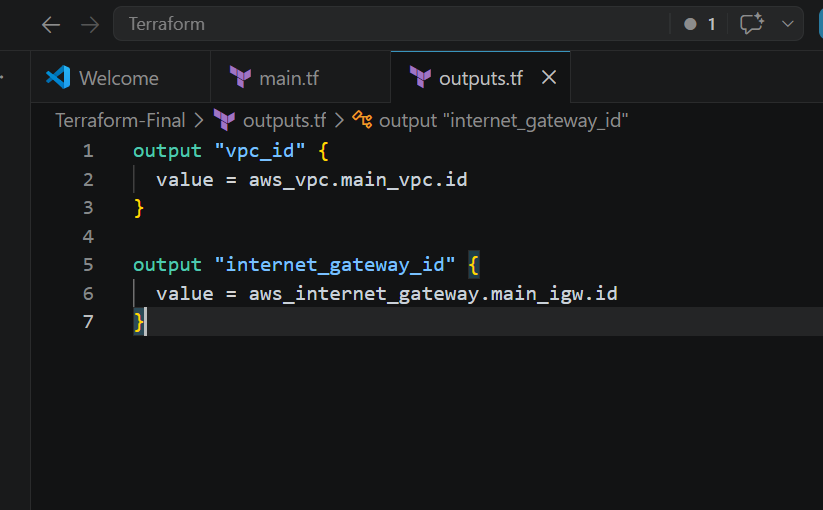 Terraform
1
Welcome
main.tf
outputs.tf
Terraform-Final > outputs.tf > output "internet_gateway_id"
1 output "vpc_id" {
2   value = aws_vpc.main_vpc.id
3 }
4
5 output "internet_gateway_id" {
6   value = aws_internet_gateway.main_igw.id
7 }